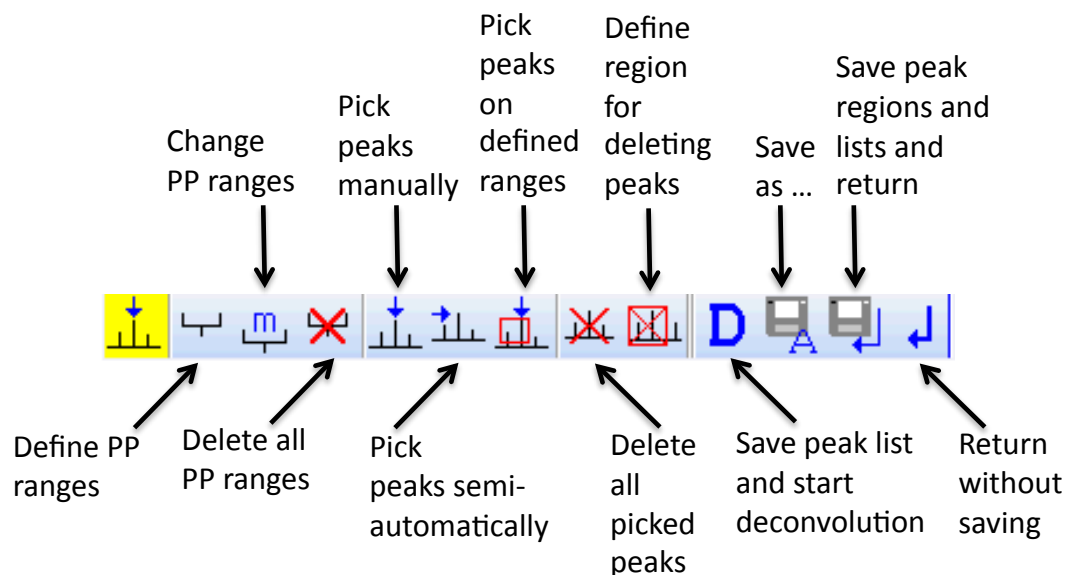 Change
PP ranges
Pick
peaks
manually
Pick
peaks
on
defined
ranges
Define
region
for
deleting
peaks
Save
as ...
Save peak
regions and
lists and
return
m
D
A
Define PP
ranges
Delete all
PP ranges
Pick
peaks semi-
automatically
Delete
all
picked
peaks
Save peak list
and start
deconvolution
Return
without
saving